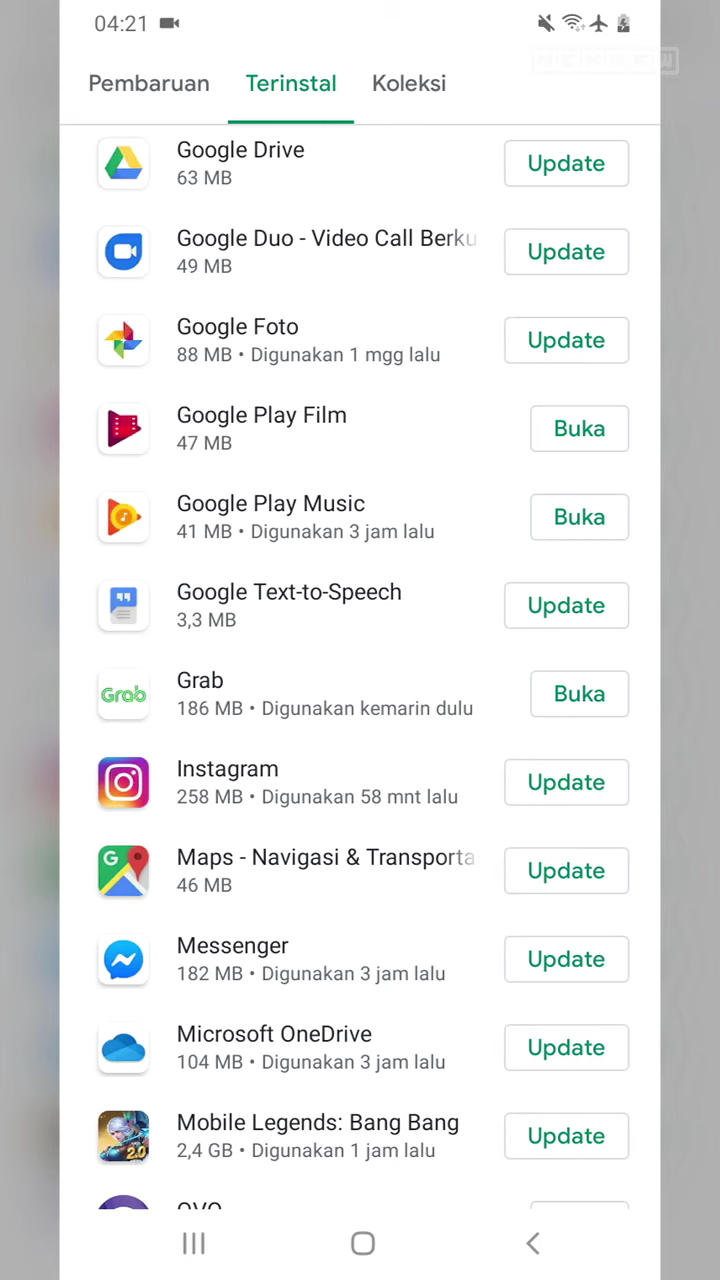 04:21
Pembaruan
Terinstal
Koleksi
Google Drive
63 MB
Update
Google Duo - Video Call Berku
49 MB
Update
Google Foto
88 MB • Digunakan 1 mgg lalu
Update
Google Play Film
47 MB
Buka
Google Play Music
41 MB • Digunakan 3 jam lalu
Buka
Google Text-to-Speech
3,3 MB
Update
Grab
Grab
186 MB • Digunakan kemarin dulu
Buka
Instagram
258 MB • Digunakan 58 mnt lalu
Update
G
Maps - Navigasi & Transporta
46 MB
Update
Messenger
182 MB • Digunakan 3 jam lalu
Update
Microsoft OneDrive
104 MB • Digunakan 3 jam lalu
Update
2.0
Mobile Legends: Bang Bang
2,4 GB • Digunakan 1 jam lalu
Update